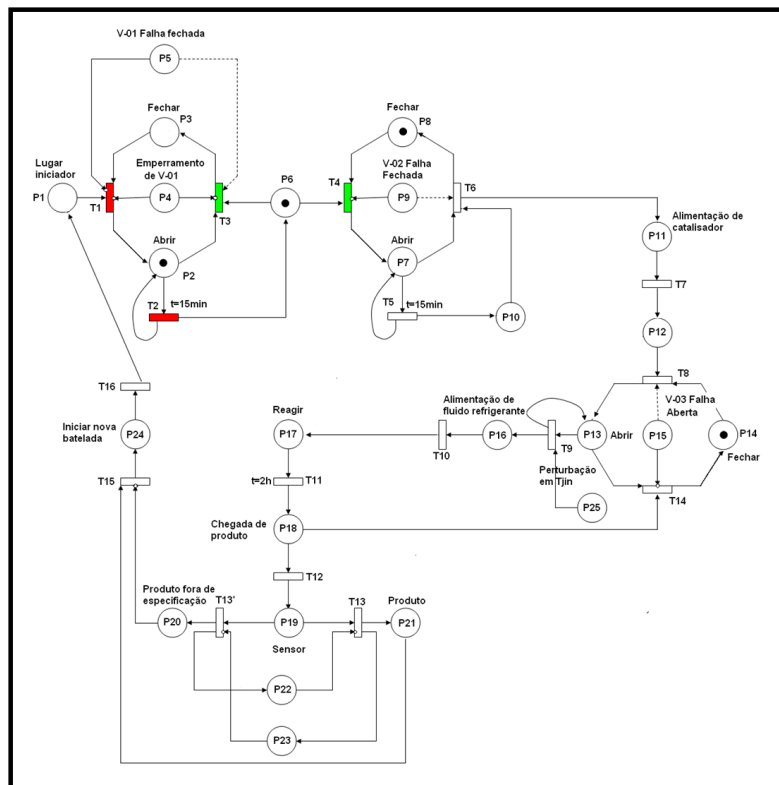 V-01 Falha fechada
P5
Fechar
P3
Fechar
P8
Lugar
iniciador
P1
Emperramento
de V-01
P4
P6
V-02 Falha
Fechada
P9
T1
T3
T4
T6
Alimentação de
catalisador
P11
Abrir
P2
Abrir
P7
T2
t=15min
T5
t=15min
P10
T7
P12
T8
T16
Iniciar nova
batelada
P24
Reagir
P17
Alimentação de
fluido refrigerante
P16
T10
T9
P13
Abrir
V-03 Falha
Aberta
P15
P14
Fechar
Perturbação
em Tjin
P25
T14
T15
t=2h
T11
Chegada de
produto
P18
T12
Produto fora de
especificação
P20
T13'
P19
Sensor
T13
Produto
P21
P22
P23